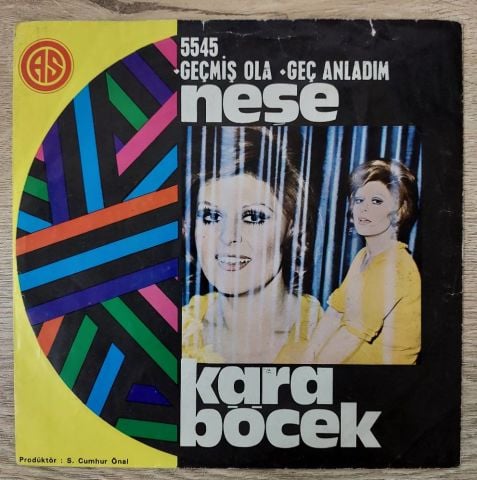 AS
5545
•GEÇMİŞ OLA •GEÇ ANLADIM
neşe
kara
böcek
Prodüktör : S. Cumhur Önal